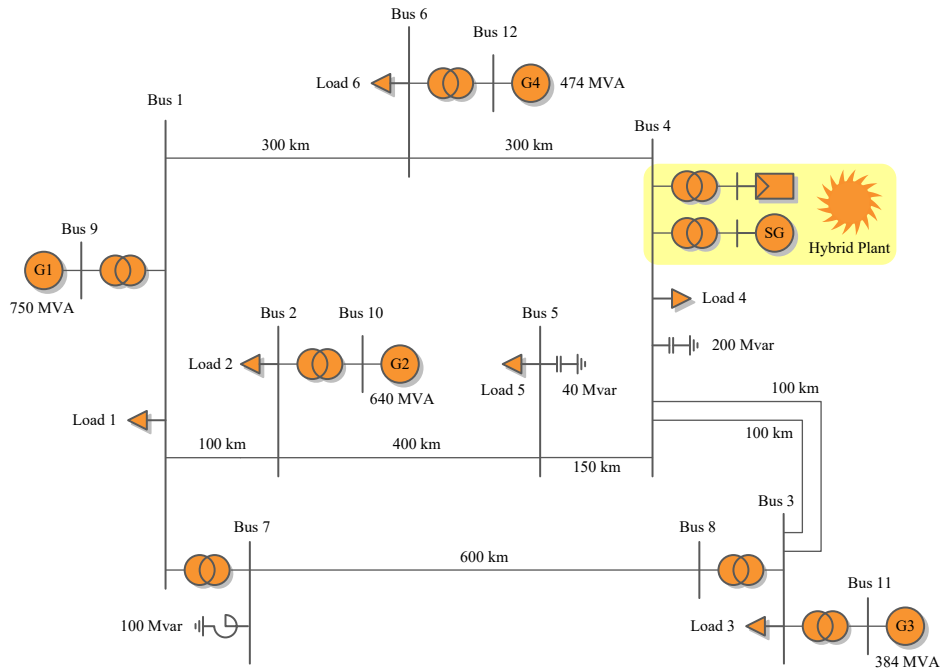 Bus 6
Bus 12
Load 6
G4
474 MVA
Bus 1
Bus 4
300 km
300 km
Hybrid Plant
SG
Bus 9
G1
750 MVA
Load 4
Bus 2
Bus 10
Bus 5
200 Mvar
Load 2
G2
Load 5
40 Mvar
640 MVA
100 km
100 km
Load 1
100 km
400 km
150 km
Bus 3
Bus 7
Bus 8
600 km
Bus 11
100 Mvar
Load 3
G3
384 MVA